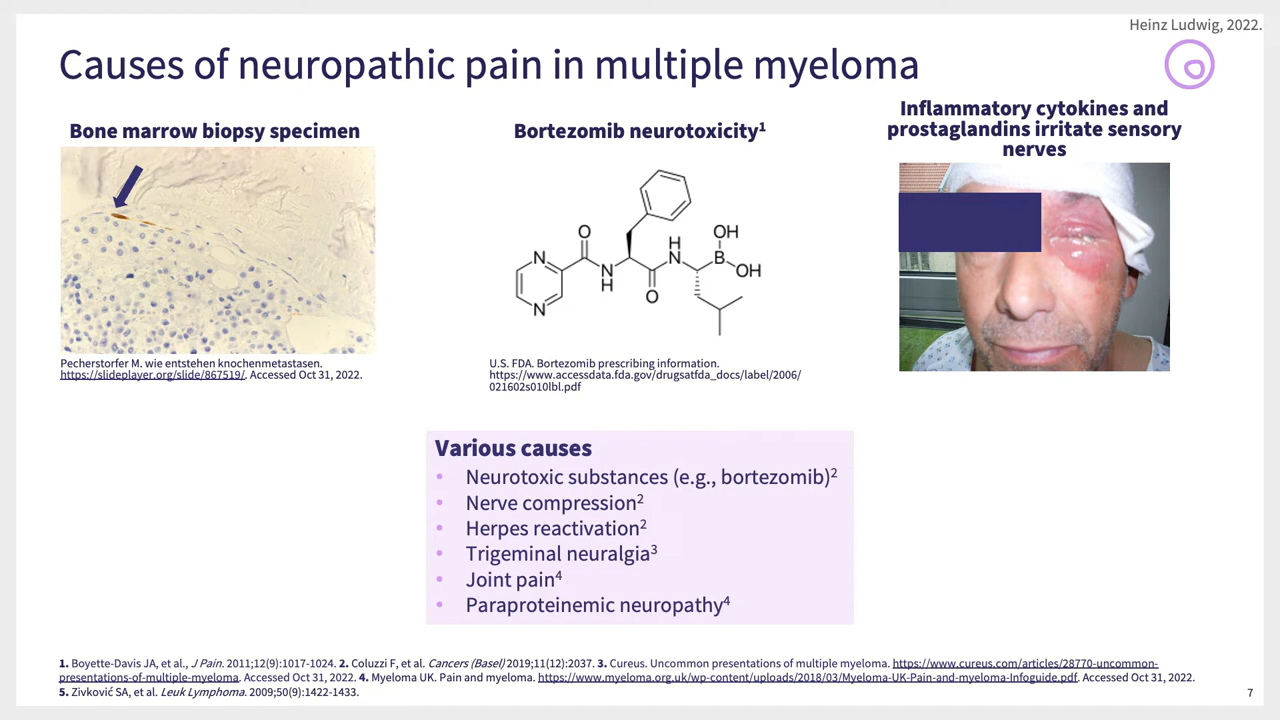 Heinz Ludwig, 2022.
Causes of neuropathic pain in multiple myeloma
Bone marrow biopsy specimen
Pecherstorfer M. wie entstehen knochenmetastasen.
https://slideplayer.org/slide/867519/. Accessed Oct 31, 2022.
Bortezomib neurotoxicity¹
O
N
N
N
H
O
H
N
OH
B
OH
U.S. FDA. Bortezomib prescribing information.
https://www.accessdata.fda.gov/drugsatfda_docs/label/2006/
021602s010lbl.pdf
Inflammatory cytokines and
prostaglandins irritate sensory
nerves
Various causes
• Neurotoxic substances (e.g., bortezomib)²
• Nerve compression²
• Herpes reactivation²
• Trigeminal neuralgia³
• Joint pain⁴
• Paraproteinemic neuropathy⁴
1. Boyette-Davis JA, et al., J Pain. 2011;12(9):1017-1024. 2. Coluzzi F, et al. Cancers (Basel) 2019;11(12):2037. 3. Cureus. Uncommon presentations of multiple myeloma. https://www.cureus.com/articles/28770-uncommon-
presentations-of-multiple-myeloma. Accessed Oct 31, 2022. 4. Myeloma UK. Pain and myeloma. https://www.myeloma.org.uk/wp-content/uploads/2018/03/Myeloma-UK-Pain-and-myeloma-Infoguide.pdf. Accessed Oct 31, 2022.
5. Zivković SA, et al. Leuk Lymphoma. 2009;50(9):1422-1433.
7